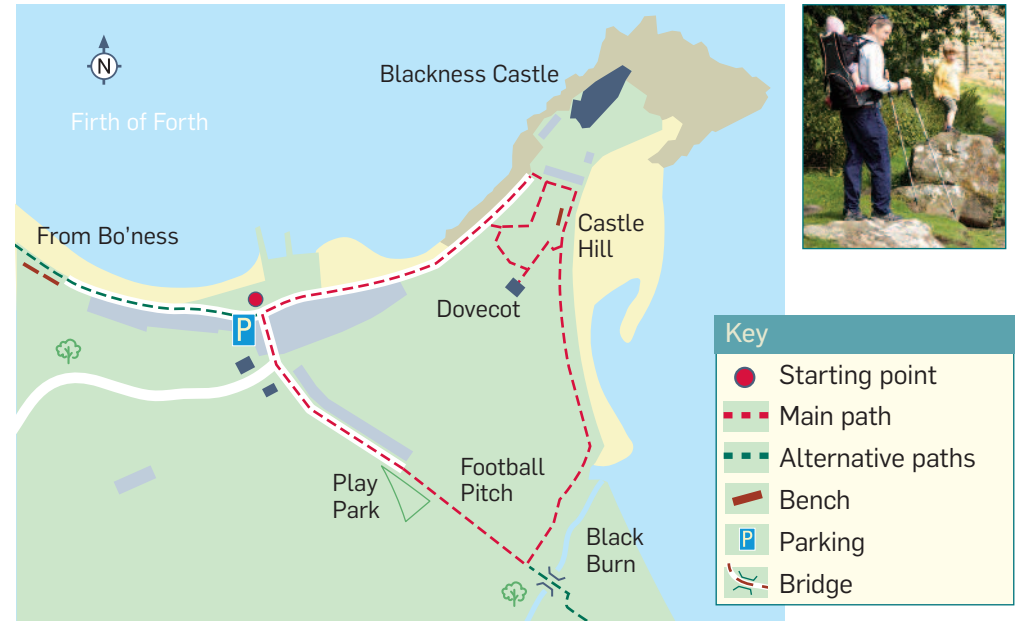 N
Firth of Forth
Blackness Castle
From Bo'ness
Castle
Hill
Dovecot
P
Play
Park
Football
Pitch
Black
Burn
Key
Starting point
Main path
Alternative paths
Bench
P
Parking
Bridge